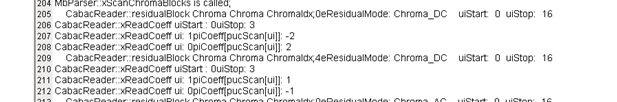 204 MbParser::xScanChromaBlocks is called;
205 CabacReader::residualBlock Chroma Chroma ChromaIdx;0eResidualMode: Chroma_DC uiStart: 0 uiStop: 16
206 CabacReader::xReadCoeff uiStart : 0uiStop: 3
207 CabacReader::xReadCoeff ui: 1piCoeff[pucScan[ui]]: -2
208 CabacReader::xReadCoeff ui: 0piCoeff[pucScan[ui]]: 2
209 CabacReader::residualBlock Chroma Chroma ChromaIdx;4eResidualMode: Chroma_DC uiStart: 0 uiStop: 16
210 CabacReader::xReadCoeff uiStart : 0uiStop: 3
211 CabacReader::xReadCoeff ui: 1piCoeff[pucScan[ui]]: 1
212 CabacReader::xReadCoeff ui: 0piCoeff[pucScan[ui]]: -1
213 CabacReader::residualBlock Chroma Chroma ChromaIdx;0eResidualMode: Chroma_AC uiStart: 0 uiStop: 16